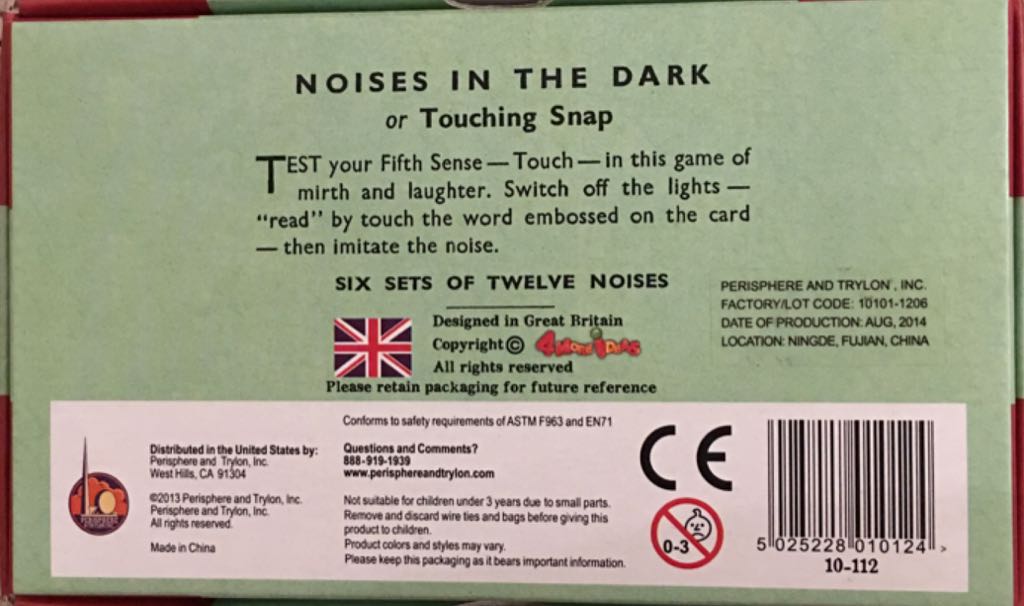 NOISES IN THE DARK
or Touching Snap
TEST your Fifth Sense — Touch — in this game of
mirth and laughter. Switch off the lights —
“read” by touch the word embossed on the card
— then imitate the noise.
SIX SETS OF TWELVE NOISES
Designed in Great Britain
Copyright © 4 More Ideas
All rights reserved
Please retain packaging for future reference
PERISPHERE AND TRYLON , INC.
FACTORY/LOT CODE: 10101-1206
DATE OF PRODUCTION: AUG, 2014
LOCATION: NINGDE, FUJIAN, CHINA
Distributed in the United States by:
Perisphere and Trylon, Inc.
West Hills, CA 91304
©2013 Perisphere and Trylon, Inc.
Perisphere and Trylon, Inc.
All rights reserved.
Made in China
Conforms to safety requirements of ASTM F963 and EN71
Questions and Comments?
888-919-1939
www.perisphereandtrylon.com
Not suitable for children under 3 years due to small parts.
Remove and discard wire ties and bags before giving this
product to children.
Product colors and styles may vary.
Please keep this packaging as it bears important information.
CE
0-3
5 025228 010124 >
10-112